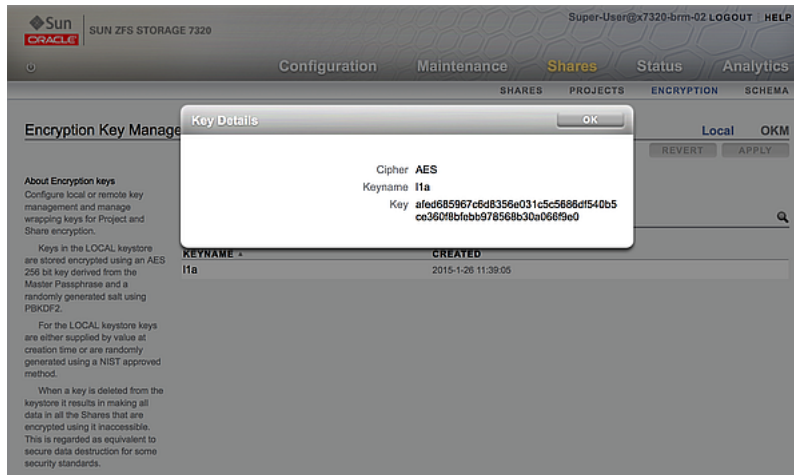 Sun
ORACLE
SUN ZFS STORAGE 7320
Super-User@x7320-brm-02 LOGOUT HELP
Configuration Maintenance Shares Status Analytics
SHARES PROJECTS ENCRYPTION SCHEMA
Encryption Key Manage
Local OKM
REVERT APPLY
Key Details
OK
Cipher AES
Keyname l1a
Key afed685967c6d8356e031c5c5686df540b5
ce360f8bfebb978568b30a066f9e0
KEYNAME
CREATED
l1a
2015-1-26 11:39:05
About Encryption keys
Configure local or remote key
management and manage
wrapping keys for Project and
Share encryption.
Keys in the LOCAL keystore
are stored encrypted using an AES
256 bit key derived from the
Master Passphrase and a
randomly generated salt using
PBKDF2.
For the LOCAL keystore keys
are either supplied by value at
creation time or are randomly
generated using a NIST approved
method.
When a key is deleted from the
keystore it results in making all
data in all the Shares that are
encrypted using it inaccessible.
This is regarded as equivalent to
secure data destruction for some
security standards.